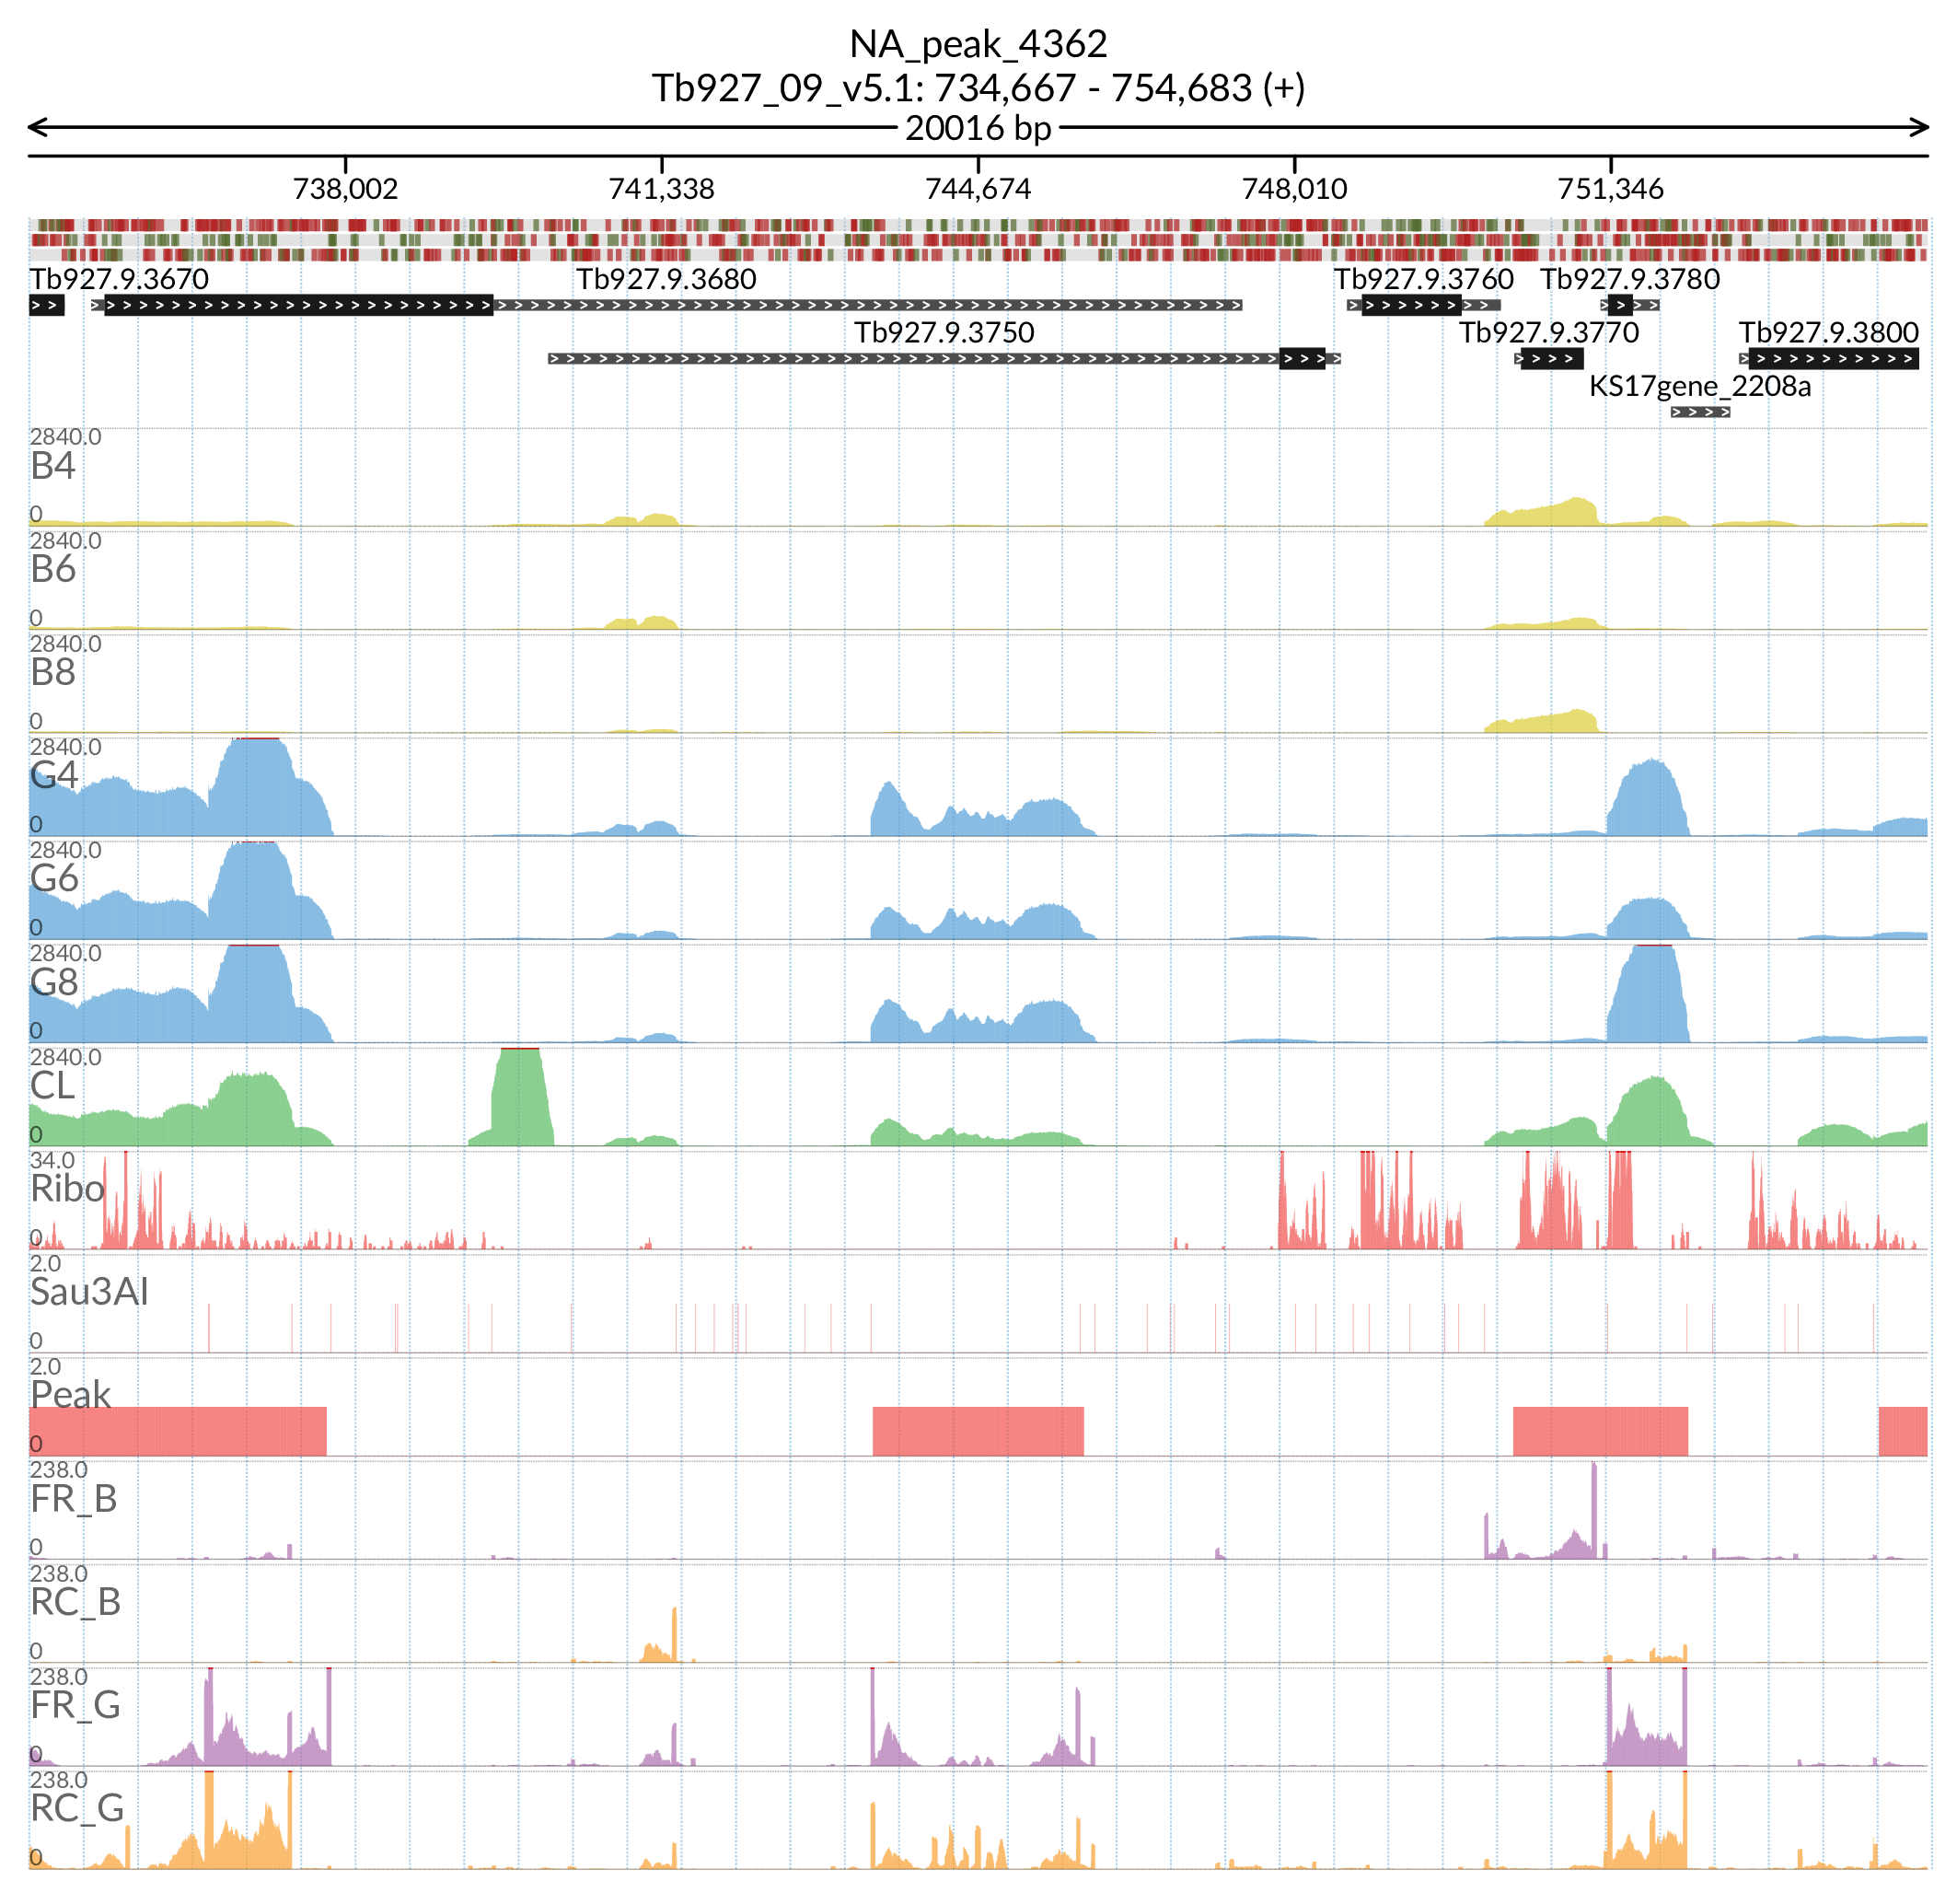 NA_peak_4362
Tb927_09_v5.1: 734,667 - 754,683 (+)
20016 bp
738,002 741,338 744,674 748,010 751,346
Tb927.9.3670 Tb927.9.3680 Tb927.9.3760 Tb927.9.3780
Tb927.9.3750 Tb927.9.3770 Tb927.9.3800
KS17gene_2208a
2840.0
B4
0
2840.0
B6
0
2840.0
B8
0
2840.0
G4
0
2840.0
G6
0
2840.0
G8
0
2840.0
CL
0
34.0
Ribo
0
2.0
Sau3AI
0
2.0
Peak
0
238.0
FR_B
0
238.0
RC_B
0
238.0
FR_G
0
238.0
RC_G
0